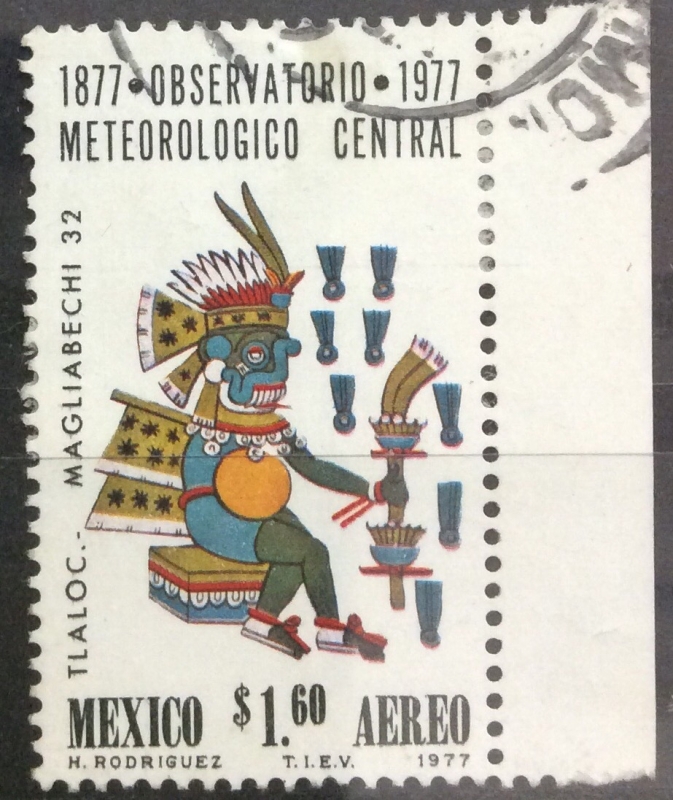 1877 • OBSERVATORIO • 1977
METEOROLOGICO CENTRAL
TLALOC.- MAGLIABECHI 32
MEXICO $1.60 AEREO
H. RODRIGUEZ T.I.E.V. 1977